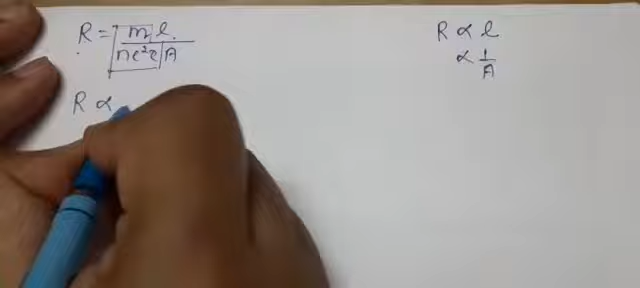 R = m l / ne²τ A
R ∝ l
∝ 1/A
R ∝